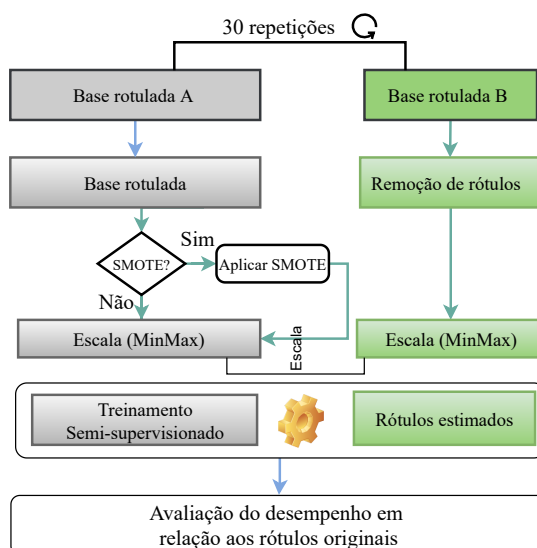 30 repetições
Base rotulada A
Base rotulada B
Base rotulada
Remoção de rótulos
SMOTE?
Sim
Aplicar SMOTE
Não
Escala (MinMax)
Escala
Escala (MinMax)
Treinamento
Semi-supervisionado
Rótulos estimados
Avaliação do desempenho em
relação aos rótulos originais